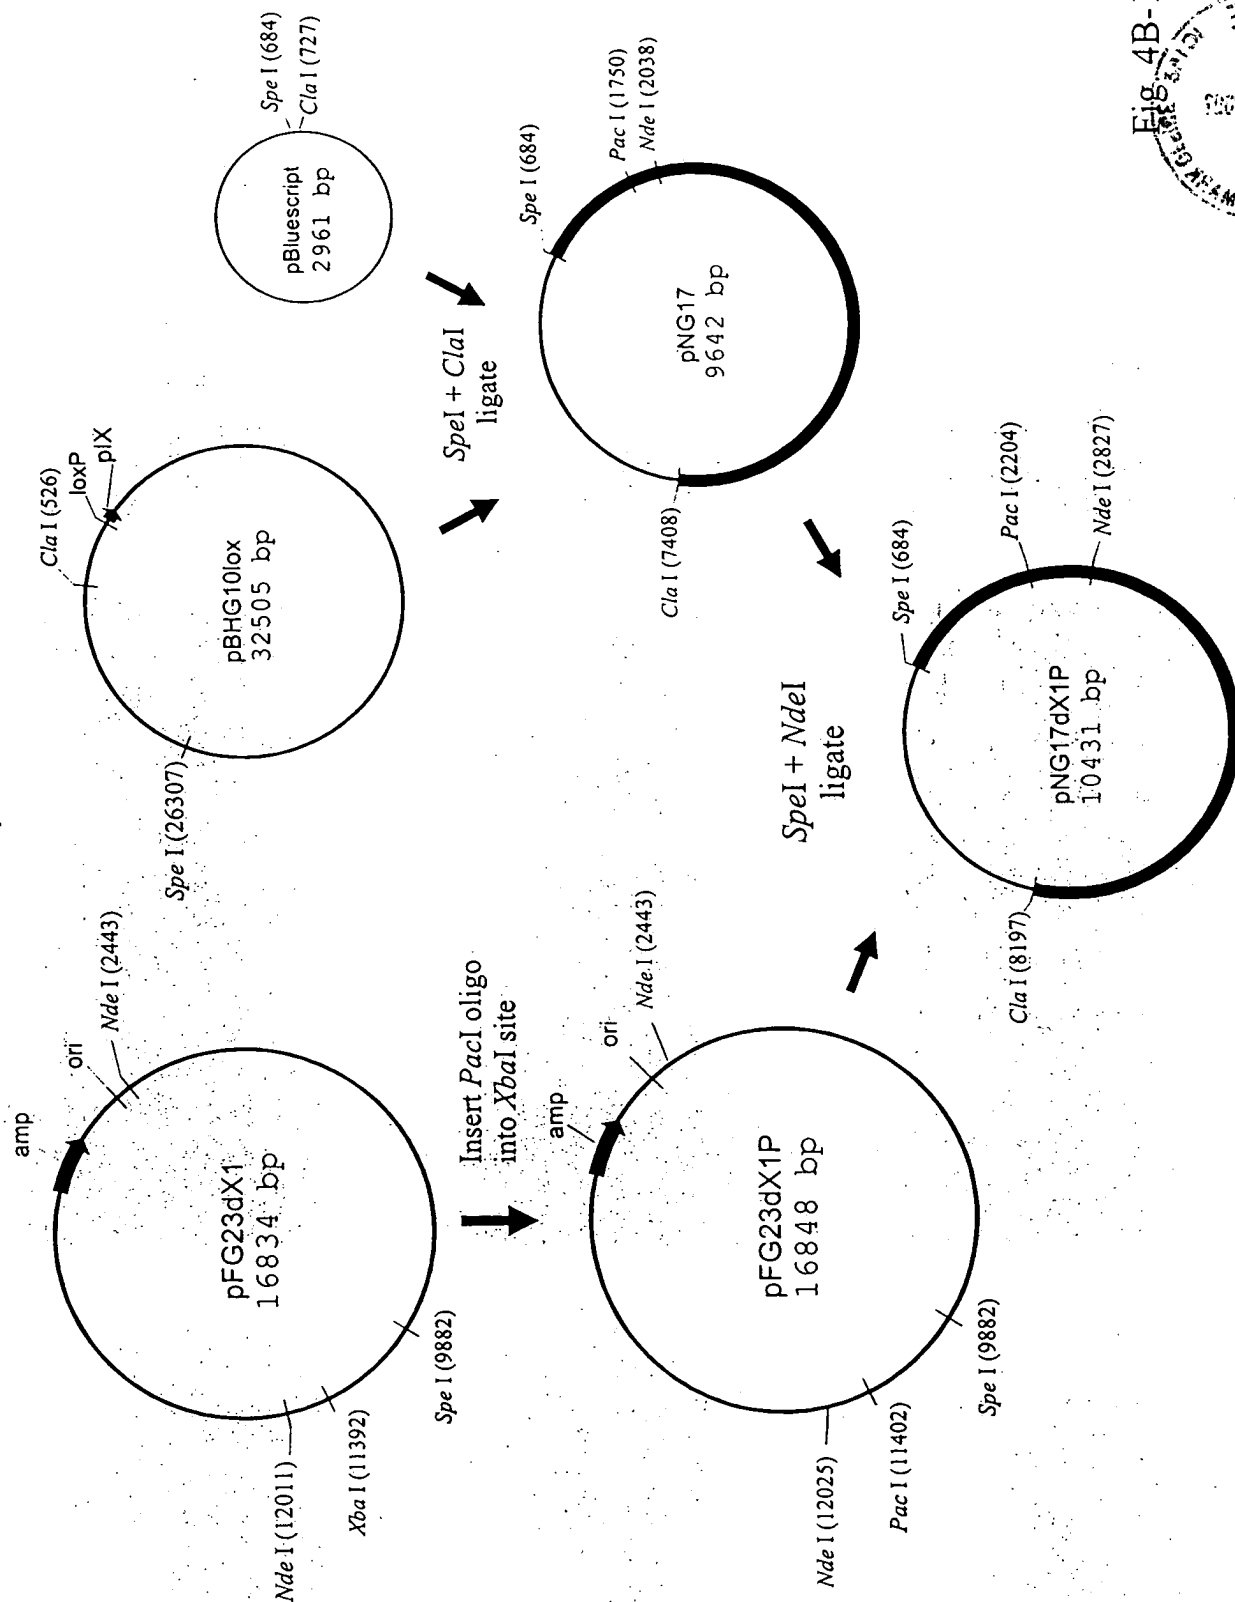 amp
ori
Nde I (2443)
pFG23dX1
16834 bp
Nde I (12011)
Xba I (11392)
Spe I (9882)
Insert PacI oligo
into XbaI site
amp
ori
Nde I (2443)
pFG23dX1P
16848 bp
Nde I (12025)
Pac I (11402)
Spe I (9882)
Cla I (526)
loxP
pIX
pBHG10lox
32505 bp
Spe I (26307)
Spe I (684)
Cla I (727)
pBluescript
2961 bp
SpeI + ClaI
ligate
Spe I (684)
Pac I (1750)
Nde I (2038)
pNG17
9642 bp
Cla I (7408)
SpeI + NdeI
ligate
Spe I (684)
Pac I (2204)
Nde I (2827)
pNG17dX1P
10431 bp
Cla I (8197)
Fig. 4B-